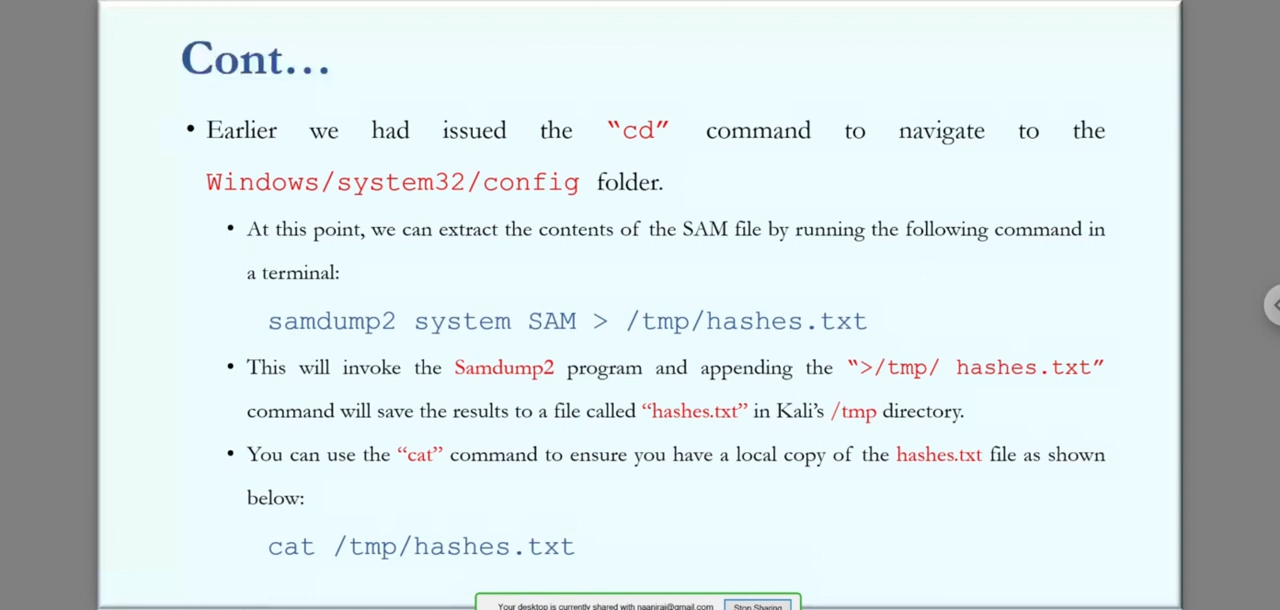 Cont…
• Earlier we had issued the “cd” command to navigate to the
Windows/system32/config folder.
• At this point, we can extract the contents of the SAM file by running the following command in
a terminal:
samdump2 system SAM > /tmp/hashes.txt
• This will invoke the Samdump2 program and appending the “>/tmp/ hashes.txt”
command will save the results to a file called “hashes.txt” in Kali’s /tmp directory.
• You can use the “cat” command to ensure you have a local copy of the hashes.txt file as shown
below:
cat /tmp/hashes.txt
Your desktop is currently shared with naaniraj@gmail.com Stop Sharing